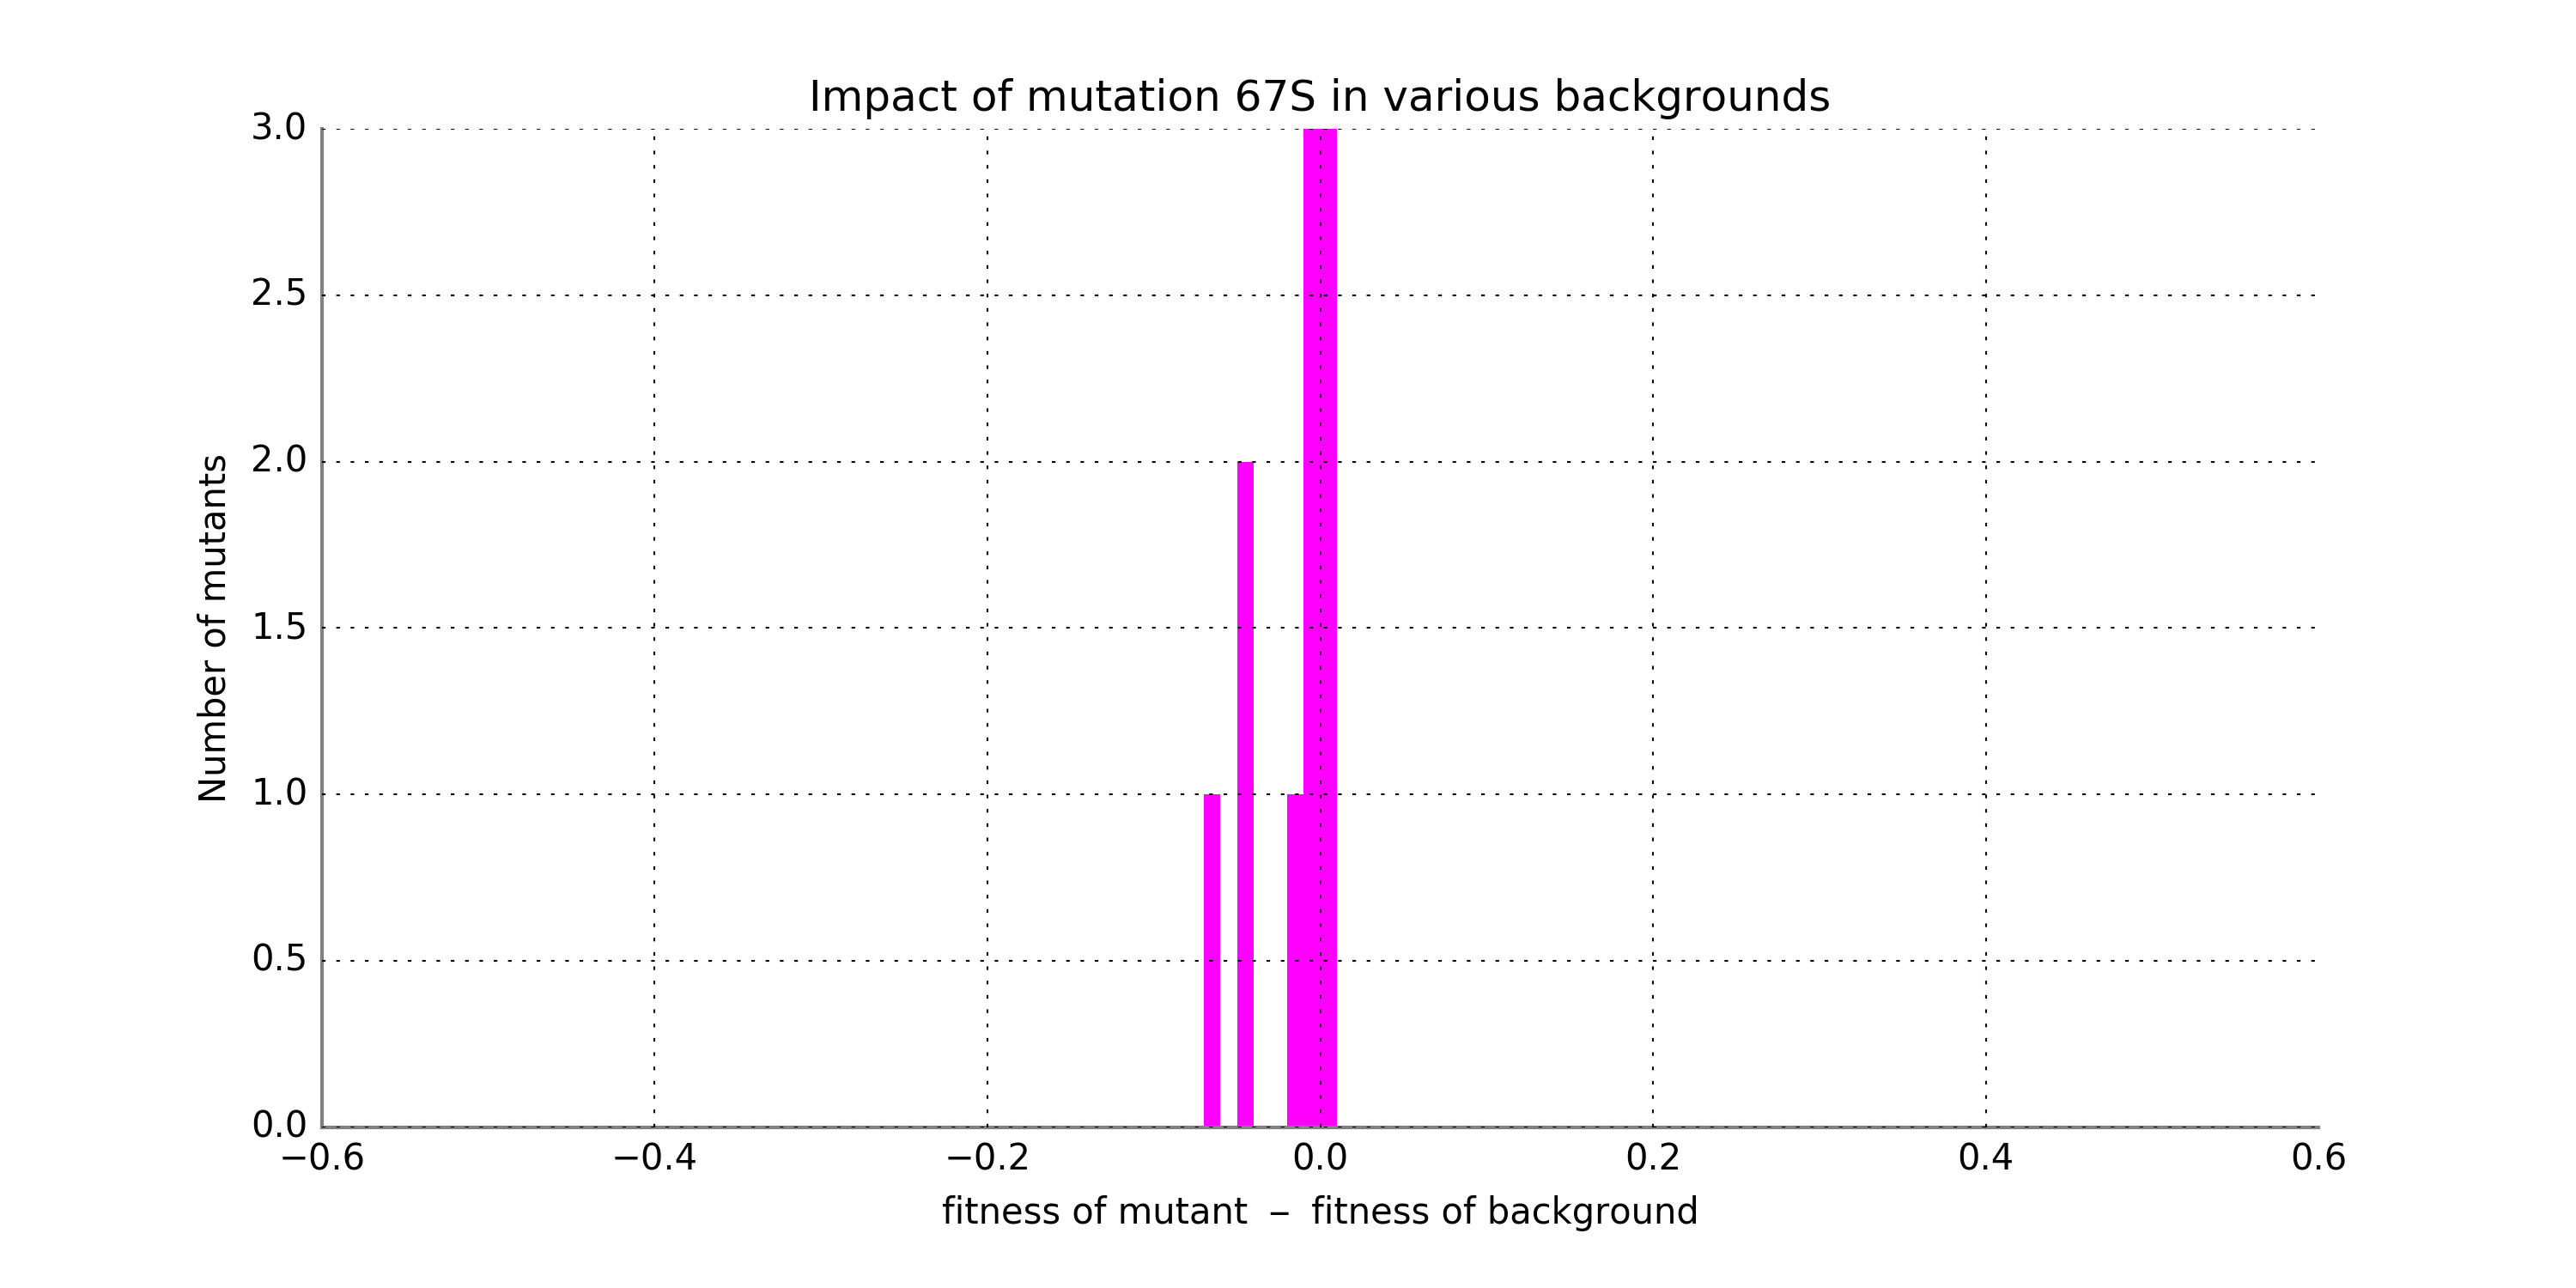 Impact of mutation 67S in various backgrounds
3.0
2.5
2.0
1.5
1.0
0.5
0.0
Number of mutants
−0.6 −0.4 −0.2 0.0 0.2 0.4 0.6
fitness of mutant − fitness of background